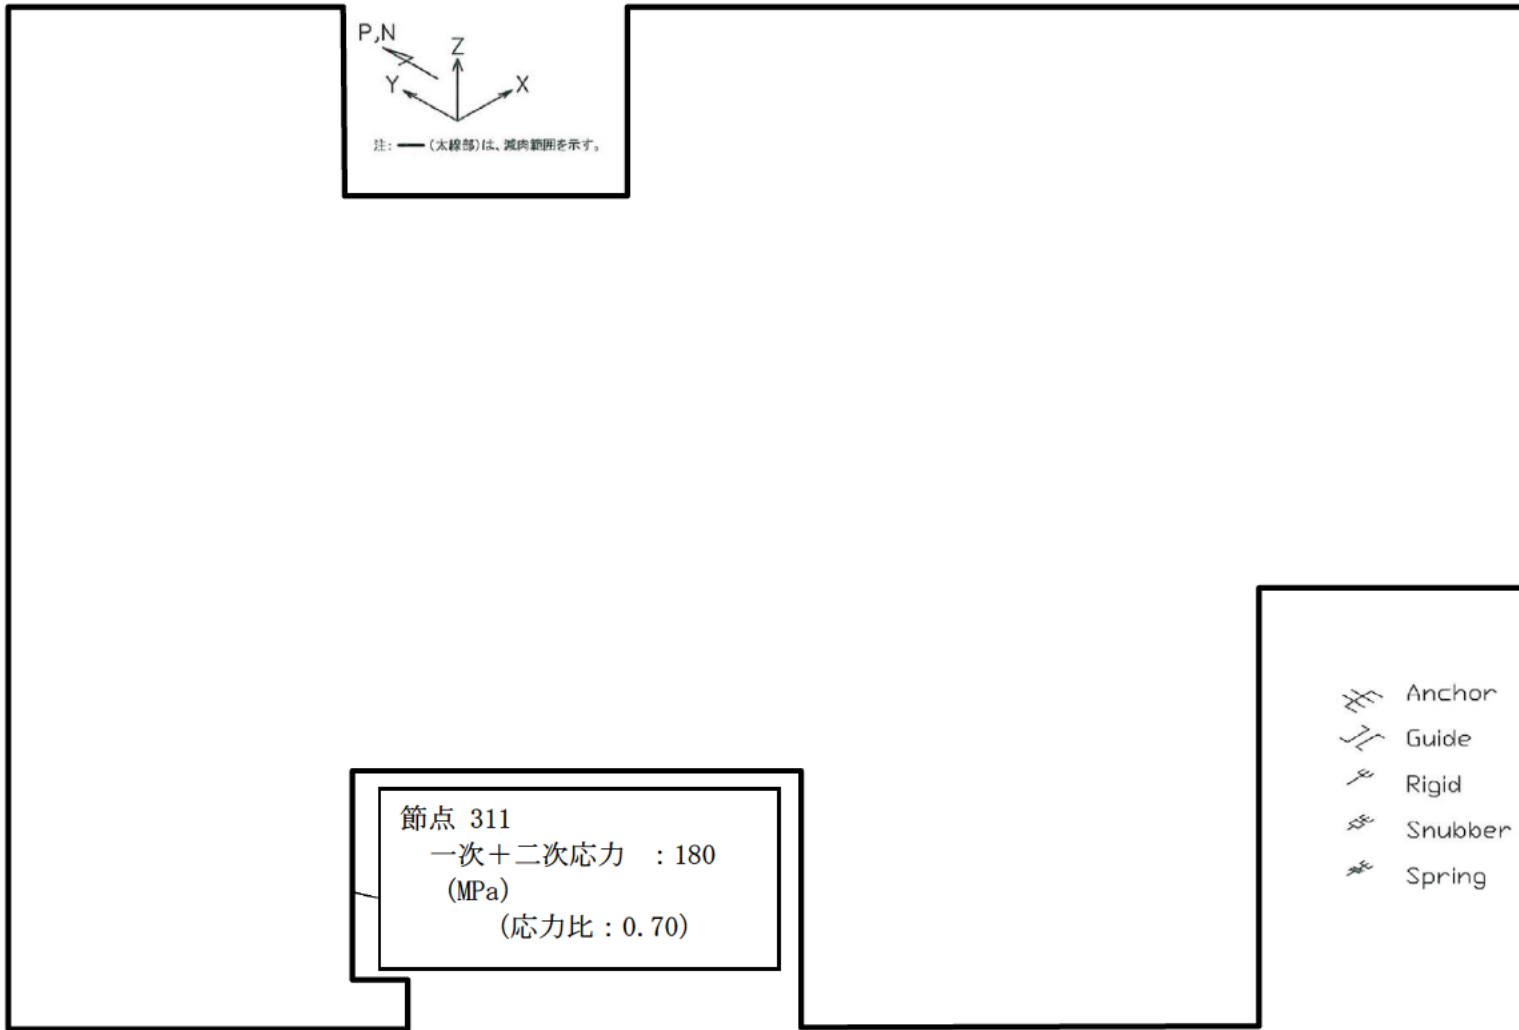 P,N
Z
Y
X
注: ━━ (太線部)は、減肉範囲を示す。
Anchor
Guide
Rigid
Snubber
Spring
節点 311
一次＋二次応力 : 180
(MPa)
(応力比 : 0.70)